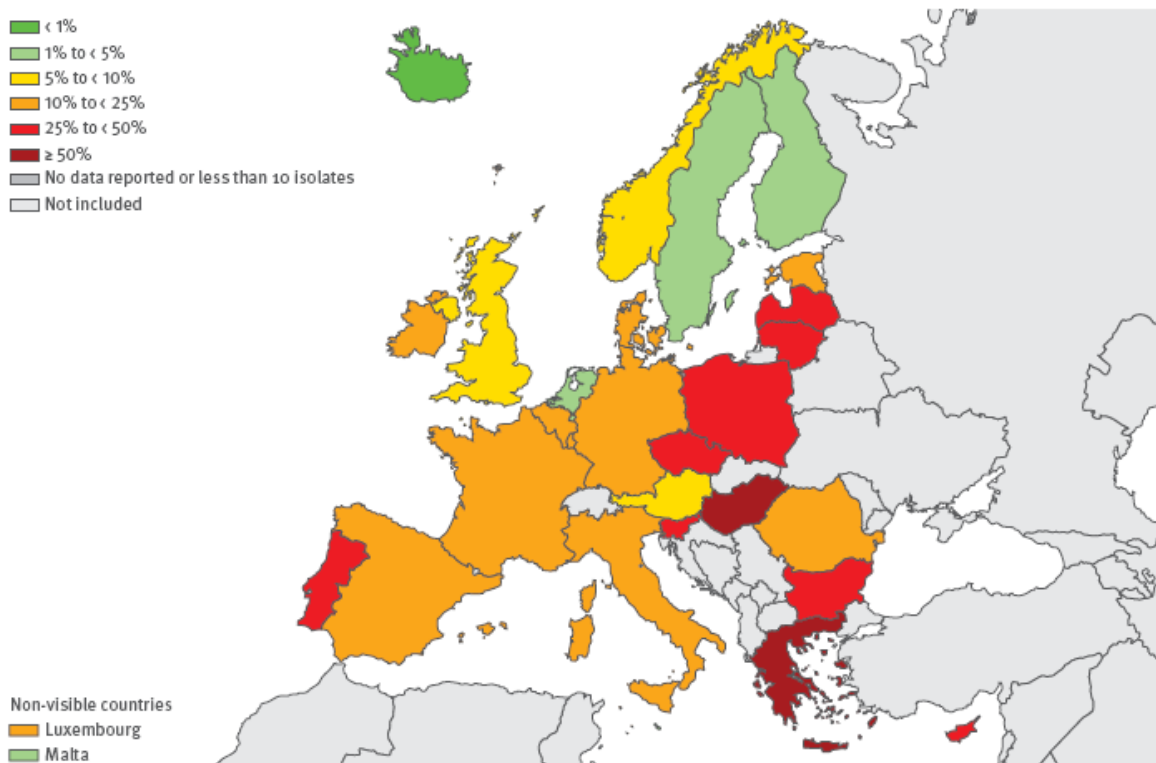 < 1%
1% to < 5%
5% to < 10%
10% to < 25%
25% to < 50%
≥ 50%
No data reported or less than 10 isolates
Not included
Non-visible countries
Luxembourg
Malta